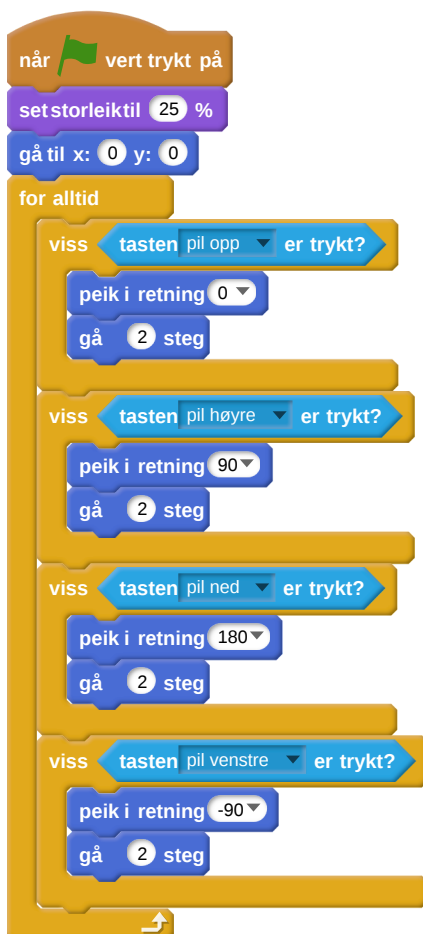 når vert trykt på
set storleik til 25 %
gå til x: 0 y: 0
for alltid
viss tasten pil opp er trykt?
peik i retning 0
gå 2 steg
viss tasten pil høyre er trykt?
peik i retning 90
gå 2 steg
viss tasten pil ned er trykt?
peik i retning 180
gå 2 steg
viss tasten pil venstre er trykt?
peik i retning -90
gå 2 steg